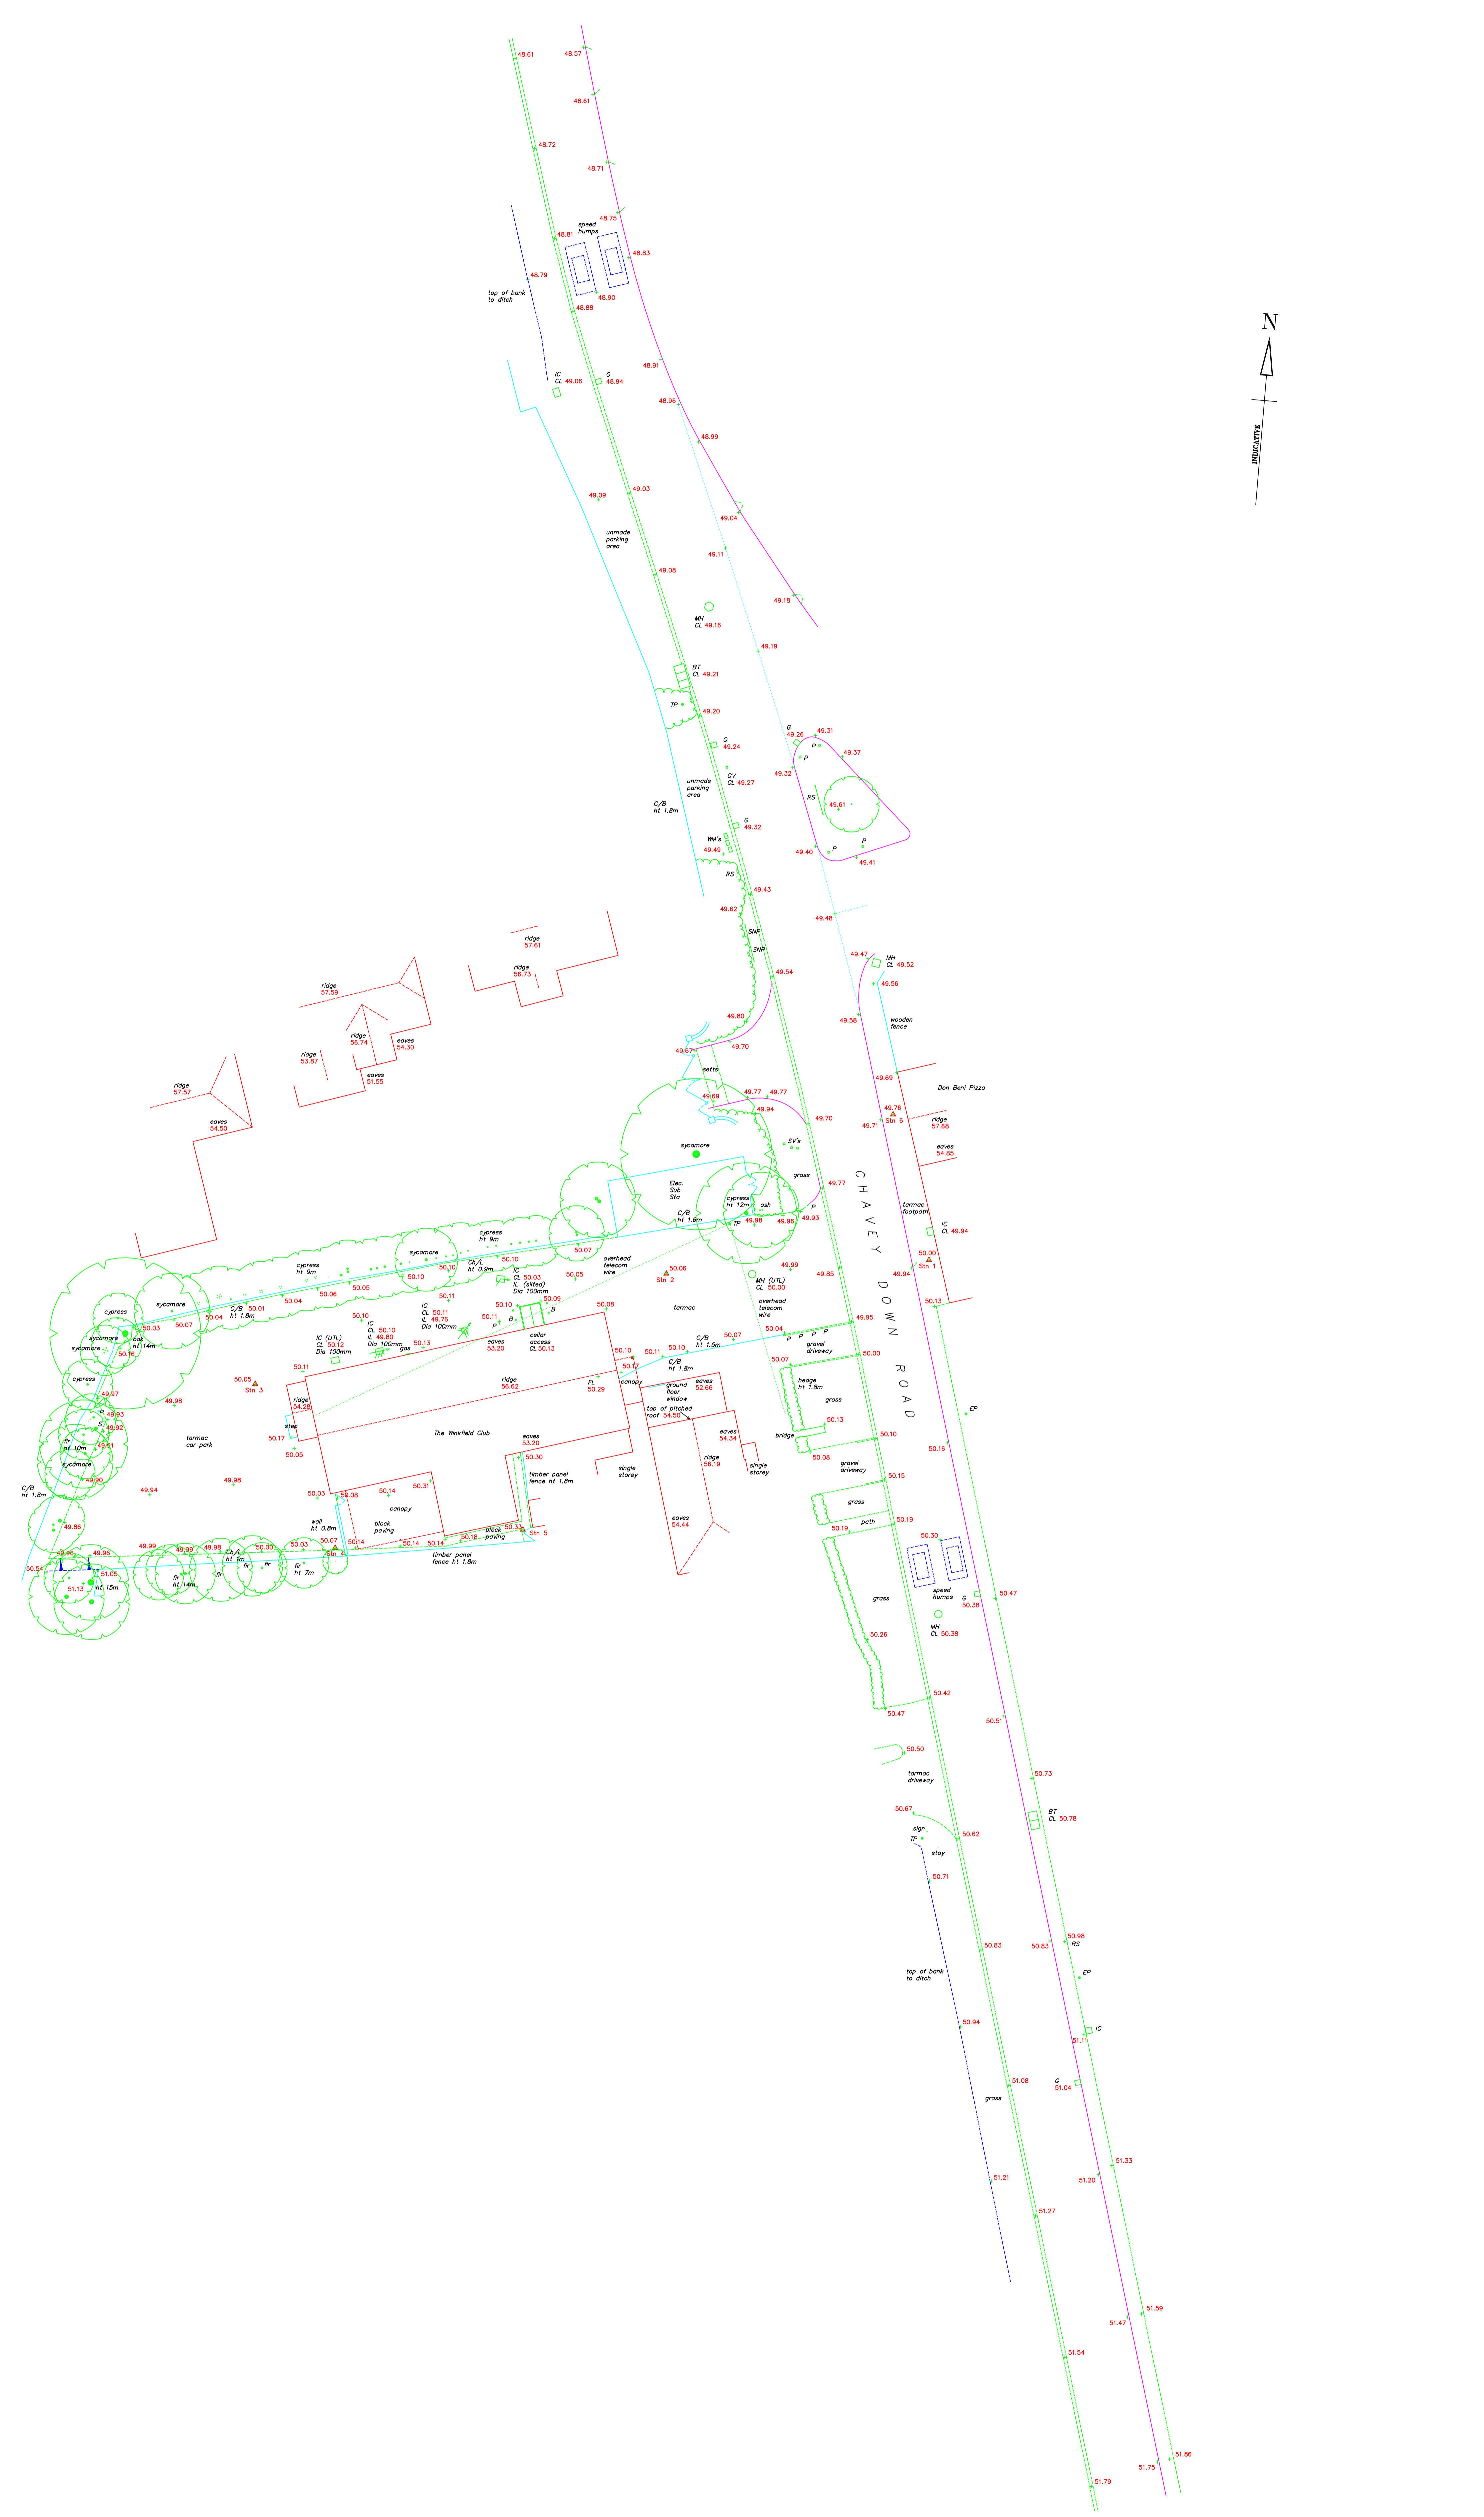 48.61
48.57
48.61
48.72
48.71
48.75
speed
humps
48.81
48.83
48.79
top of bank
to ditch
48.90
48.88
N
INDICATIVE
48.91
IC
CL 49.06
G
48.94
48.96
48.99
49.03
49.09
49.04
unmade
parking
area
49.11
49.08
49.18
MH
CL 49.16
49.19
BT
CL 49.21
TP
49.20
G
49.26
49.31
P
P
49.37
G
49.24
49.32
GV
CL 49.27
unmade
parking
area
RS
49.61
C/B
ht 1.8m
G
49.32
WM's
49.49
49.40
P
P
49.41
RS
49.43
49.62
49.48
SNP
SNP
ridge
57.61
ridge
56.73
49.54
49.47
MH
CL 49.52
49.56
ridge
57.59
49.80
49.58
wooden
fence
ridge
56.74
eaves
54.30
ridge
53.87
49.67
49.70
eaves
51.55
setts
49.69
Don Beni Pizza
ridge
57.57
49.69
49.77
49.77
49.94
49.76
Stn 6
49.70
49.71
ridge
57.68
eaves
54.50
sycamore
SV's
eaves
54.85
grass
CHAVEY DOWN ROAD
Elec.
Sub
Sta
49.77
cypress
ht 12m
ash
P
49.93
49.98
49.96
TP
C/B
ht 1.6m
tarmac
footpath
IC
CL 49.94
cypress
ht 9m
sycamore
50.07
overhead
telecom
wire
50.10
Ch/L
ht 0.9m
50.00
Stn 1
cypress
ht 9m
50.10
50.10
IC
CL 50.03
IL (silted)
Dia 100mm
50.05
50.06
Stn 2
49.99
49.85
49.94
MH (UTL)
CL 50.00
50.05
50.06
50.04
50.01
C/B
ht 1.8m
50.04
50.07
50.03
sycamore
cypress
sycamore
oak
ht 14m
sycamore
50.16
50.11
IC
CL 50.11
IL 49.76
Dia 100mm
50.10
50.09
B
B
P
50.11
50.08
tarmac
overhead
telecom
wire
50.13
49.95
50.10
IC
CL 50.10
IL 49.80
Dia 100mm
gas
50.13
IC (UTL)
CL 50.12
Dia 100mm
eaves
53.20
cellar
access
CL 50.13
C/B
ht 1.5m
50.07
50.04
P
P
P
P
gravel
driveway
50.00
50.10
50.11
50.10
C/B
ht 1.8m
50.07
50.11
50.05
Stn 3
50.17
canopy
FL
50.29
ridge
56.62
ground
floor
window
eaves
52.66
hedge
ht 1.8m
grass
cypress
49.97
49.98
ridge
54.28
top of pitched
roof 54.50
EP
P
49.93
S
49.92
49.91
fir
ht 10m
sycamore
tarmac
car park
step
50.17
50.05
The Winkfield Club
eaves
53.20
50.30
eaves
54.34
50.13
bridge
50.08
50.10
50.16
ridge
56.19
single
storey
single
storey
gravel
driveway
timber panel
fence ht 1.8m
49.90
49.98
49.94
50.03
50.08
50.14
50.31
50.15
C/B
ht 1.8m
canopy
grass
49.86
wall
ht 0.8m
block
paving
block
paving
50.33
Stn 5
eaves
54.44
50.19
path
50.19
50.30
49.96
49.96
49.99
49.99
49.98
50.00
50.03
50.07
Stn 4
50.14
50.14
50.14
50.18
timber panel
fence ht 1.8m
Ch/L
ht 1m
fir
fir
fir
ht 7m
fir
fir
ht 14m
50.54
51.05
51.13
ht 15m
speed
humps
G
50.38
50.47
grass
MH
CL 50.38
50.26
50.42
50.47
50.51
50.50
tarmac
driveway
50.73
50.67
BT
CL 50.78
sign
TP
50.62
stay
50.71
50.83
50.83
50.98
RS
top of bank
to ditch
EP
50.94
IC
51.11
G
51.04
51.08
grass
51.33
51.20
51.21
51.27
51.59
51.47
51.54
51.86
51.75
51.79